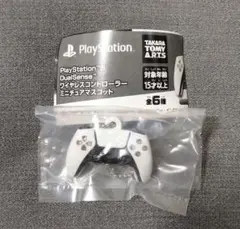 PlayStation
TAKARA
TOMY
ARTS
PlayStation
DualSense
ワイヤレスコントローラー
ミニチュアマスコット
対象年齢
15才以上
全6種